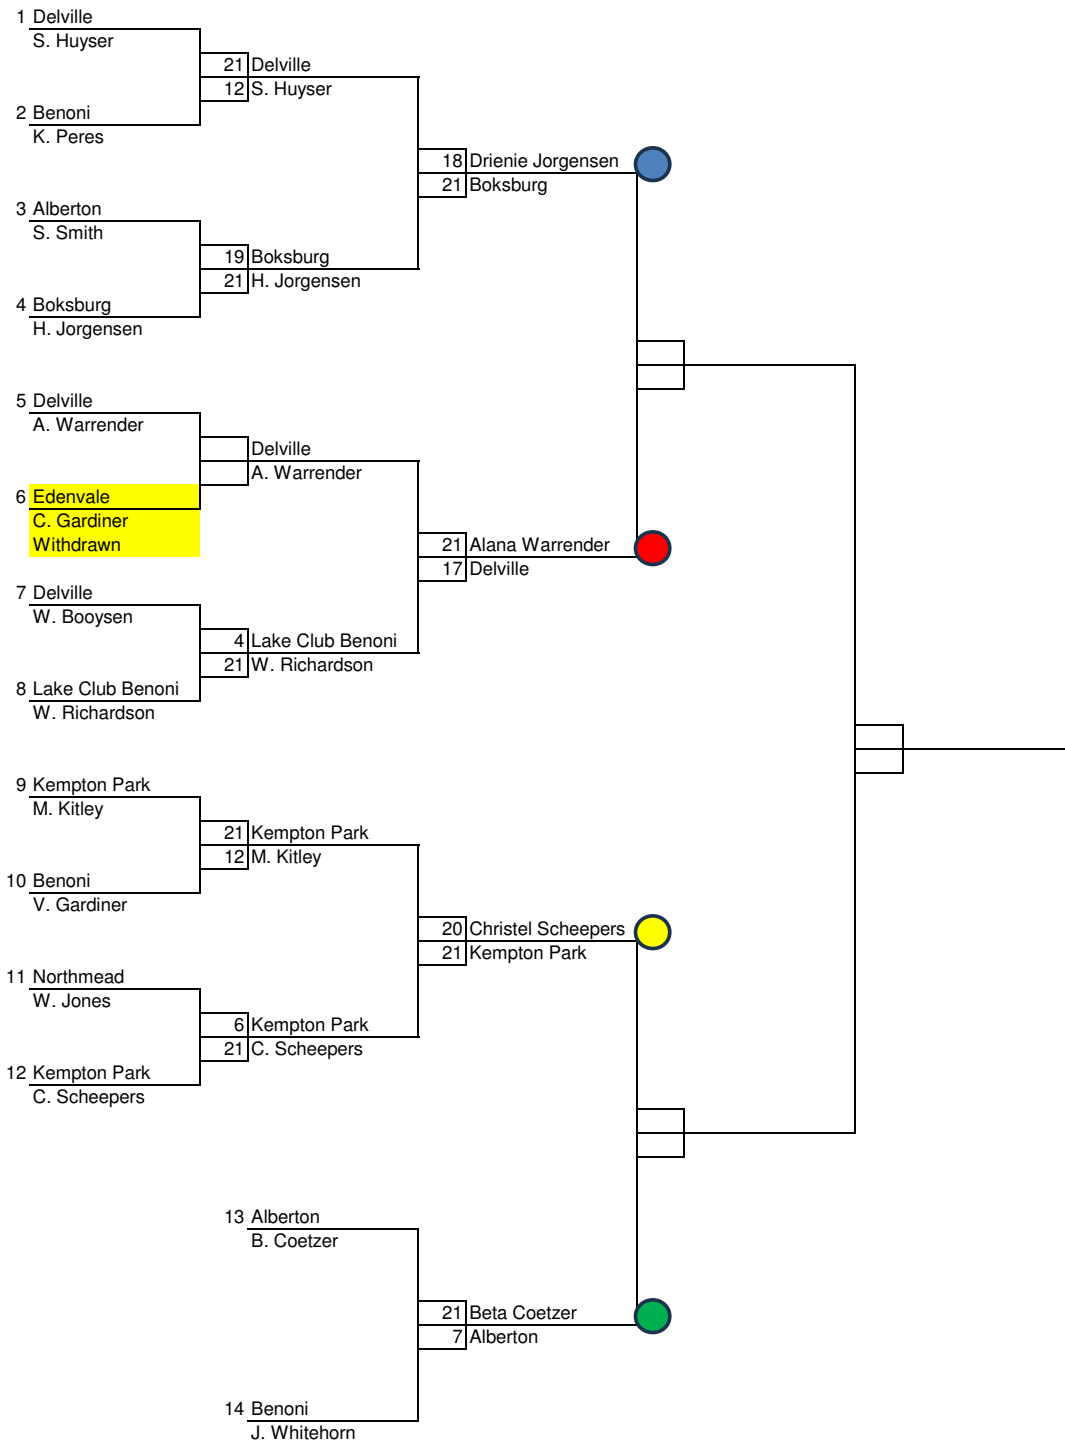 1 Delville
S. Huyser
21 Delville
12 S. Huyser
2 Benoni
K. Peres
18 Drienie Jorgensen
21 Boksburg
3 Alberton
S. Smith
19 Boksburg
21 H. Jorgensen
4 Boksburg
H. Jorgensen
5 Delville
A. Warrender
Delville
A. Warrender
6 Edenvale
C. Gardiner
Withdrawn
21 Alana Warrender
17 Delville
7 Delville
W. Booysen
4 Lake Club Benoni
21 W. Richardson
8 Lake Club Benoni
W. Richardson
9 Kempton Park
M. Kitley
21 Kempton Park
12 M. Kitley
10 Benoni
V. Gardiner
20 Christel Scheepers
21 Kempton Park
11 Northmead
W. Jones
6 Kempton Park
21 C. Scheepers
12 Kempton Park
C. Scheepers
13 Alberton
B. Coetzer
21 Beta Coetzer
7 Alberton
14 Benoni
J. Whitehorn